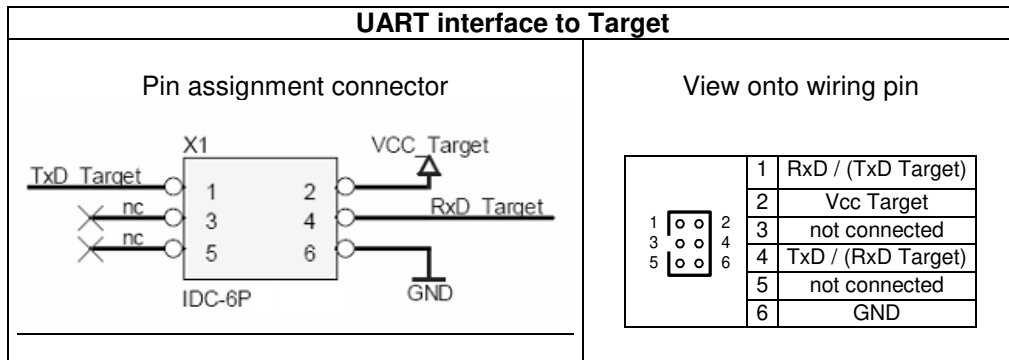 UART interface to Target
Pin assignment connector
X1
VCC_Target
TxD_Target
1 2
nc
3 4
RxD_Target
nc
5 6
IDC-6P
GND
View onto wiring pin
1 2
3 4
5 6
1 RxD / (TxD Target)
2 Vcc Target
3 not connected
4 TxD / (RxD Target)
5 not connected
6 GND